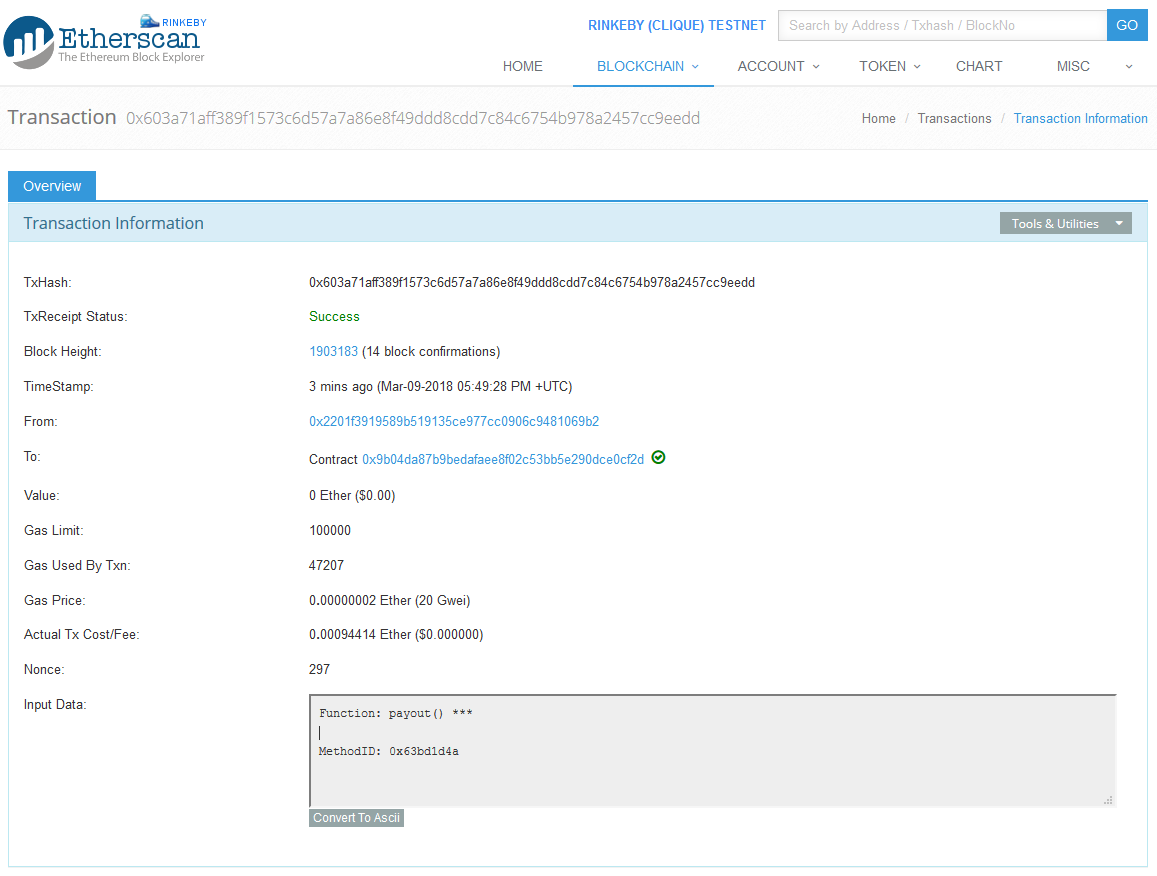 RINKEBY
Etherscan
The Ethereum Block Explorer
RINKEBY (CLIQUE) TESTNET
Search by Address / Txhash / BlockNo
GO
HOME
BLOCKCHAIN
ACCOUNT
TOKEN
CHART
MISC
Transaction 0x603a71aff389f1573c6d57a7a86e8f49ddd8cdd7c84c6754b978a2457cc9eedd
Home / Transactions / Transaction Information
Overview
Transaction Information
Tools & Utilities
TxHash: 0x603a71aff389f1573c6d57a7a86e8f49ddd8cdd7c84c6754b978a2457cc9eedd
TxReceipt Status: Success
Block Height: 1903183 (14 block confirmations)
TimeStamp: 3 mins ago (Mar-09-2018 05:49:28 PM +UTC)
From: 0x2201f3919589b519135ce977cc0906c9481069b2
To: Contract 0x9b04da87b9bedafaee8f02c53bb5e290dce0cf2d
Value: 0 Ether ($0.00)
Gas Limit: 100000
Gas Used By Txn: 47207
Gas Price: 0.00000002 Ether (20 Gwei)
Actual Tx Cost/Fee: 0.00094414 Ether ($0.000000)
Nonce: 297
Input Data:
Function: payout() ***
MethodID: 0x63bd1d4a
Convert To Ascii